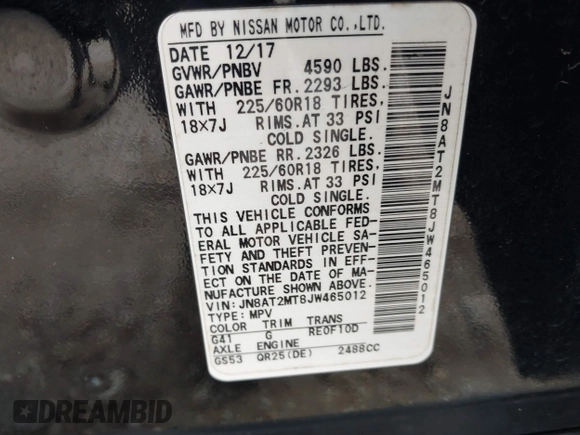 MFD BY NISSAN MOTOR CO.,LTD.
DATE 12/17
GVWR/PNBV 4590 LBS.
GAWR/PNBE FR. 2293 LBS.
WITH 225/60R18 TIRES,
18X7J RIMS.AT 33 PSI
COLD SINGLE.
GAWR/PNBE RR. 2326 LBS.
WITH 225/60R18 TIRES,
18X7J RIMS.AT 33 PSI
COLD SINGLE.
THIS VEHICLE CONFORMS
TO ALL APPLICABLE FED-
ERAL MOTOR VEHICLE SA-
FETY AND THEFT PREVEN-
TION STANDARDS IN EFF-
ECT ON THE DATE OF MA-
NUFACTURE SHOWN ABOVE.
VIN: JN8AT2MT8JW465012
TYPE: MPV
COLOR TRIM TRANS
G41 G RE0F10D
AXLE ENGINE
GS53 QR25(DE) 2488CC
JN8AT2MT8JW465012
DREAMBID